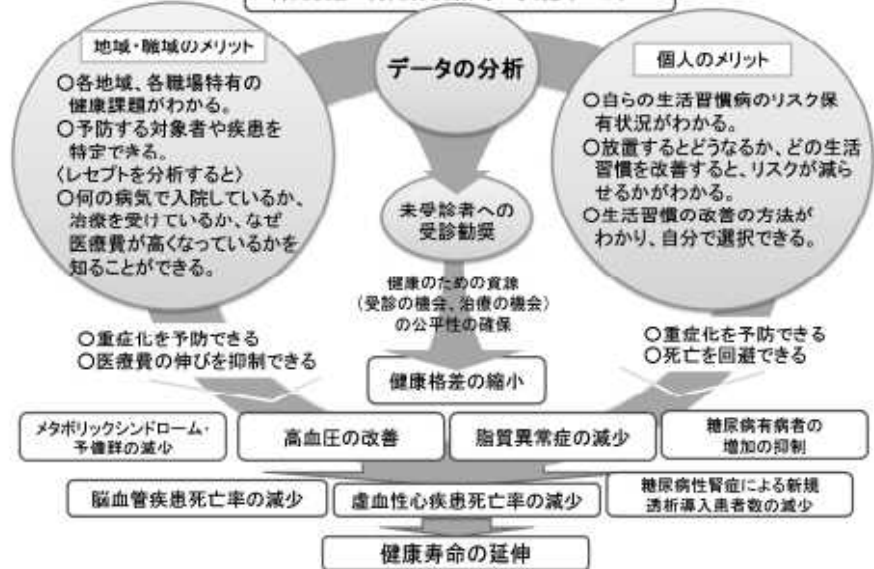 データの分析
地域・職域のメリット
○各地域、各職場特有の
健康課題がわかる。
○予防する対象者や疾患を
特定できる。
〈レセプトを分析すると〉
○何の病気で入院しているか、
治療を受けているか、なぜ
医療費が高くなっているかを
知ることができる。
個人のメリット
○自らの生活習慣病のリスク保
有状況がわかる。
○放置するとどうなるか、どの生活
習慣を改善すると、リスクが減ら
せるかがわかる。
○生活習慣の改善の方法が
わかり、自分で選択できる。
未受診者への
受診勧奨
健康のための資源
(受診の機会、治療の機会)
の公平性の確保
○重症化を予防できる
○医療費の伸びを抑制できる
○重症化を予防できる
○死亡を回避できる
健康格差の縮小
メタボリックシンドローム・
予備群の減少
高血圧の改善
脂質異常症の減少
糖尿病有病者の
増加の抑制
脳血管疾患死亡率の減少
虚血性心疾患死亡率の減少
糖尿病性腎症による新規
透析導入患者数の減少
健康寿命の延伸